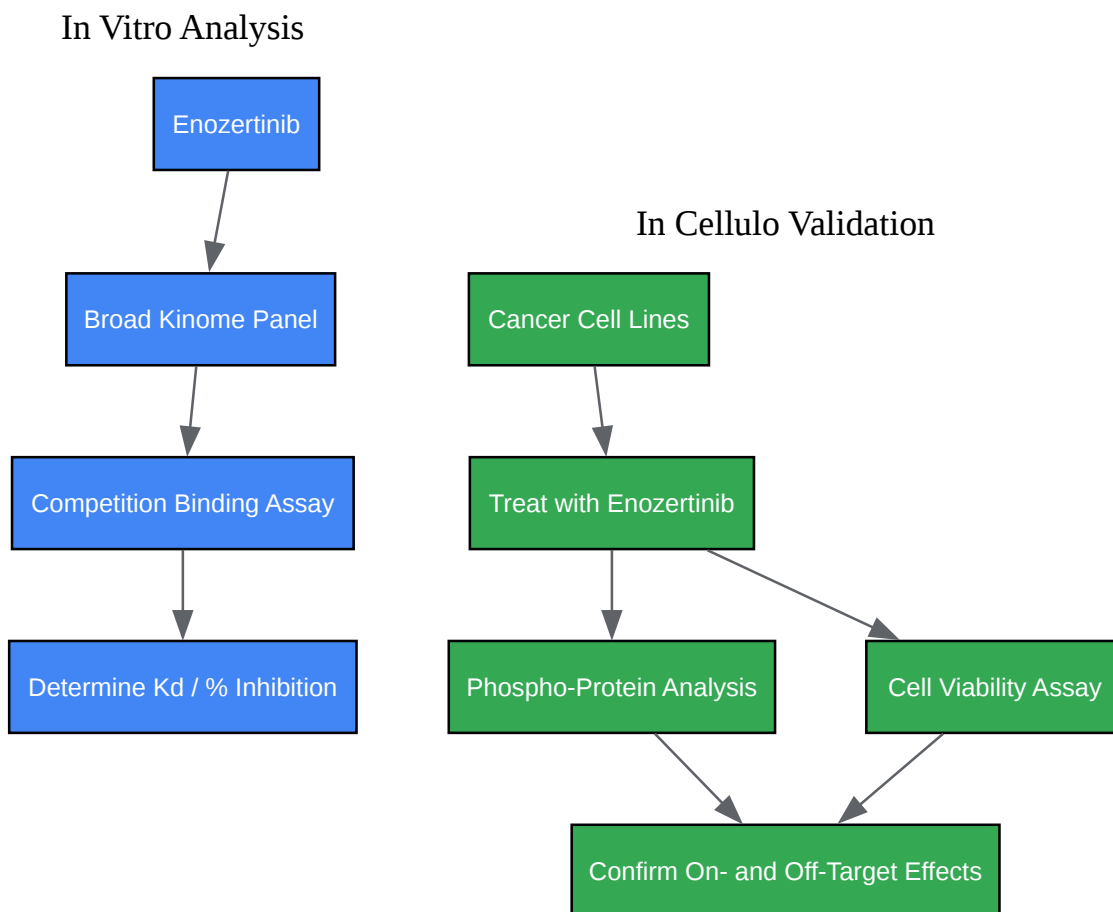 In Vitro Analysis
Enozertinib
Broad Kinome Panel
Competition Binding Assay
Determine Kd / % Inhibition
In Cellulo Validation
Cancer Cell Lines
Treat with Enozertinib
Phospho-Protein Analysis
Cell Viability Assay
Confirm On- and Off-Target Effects